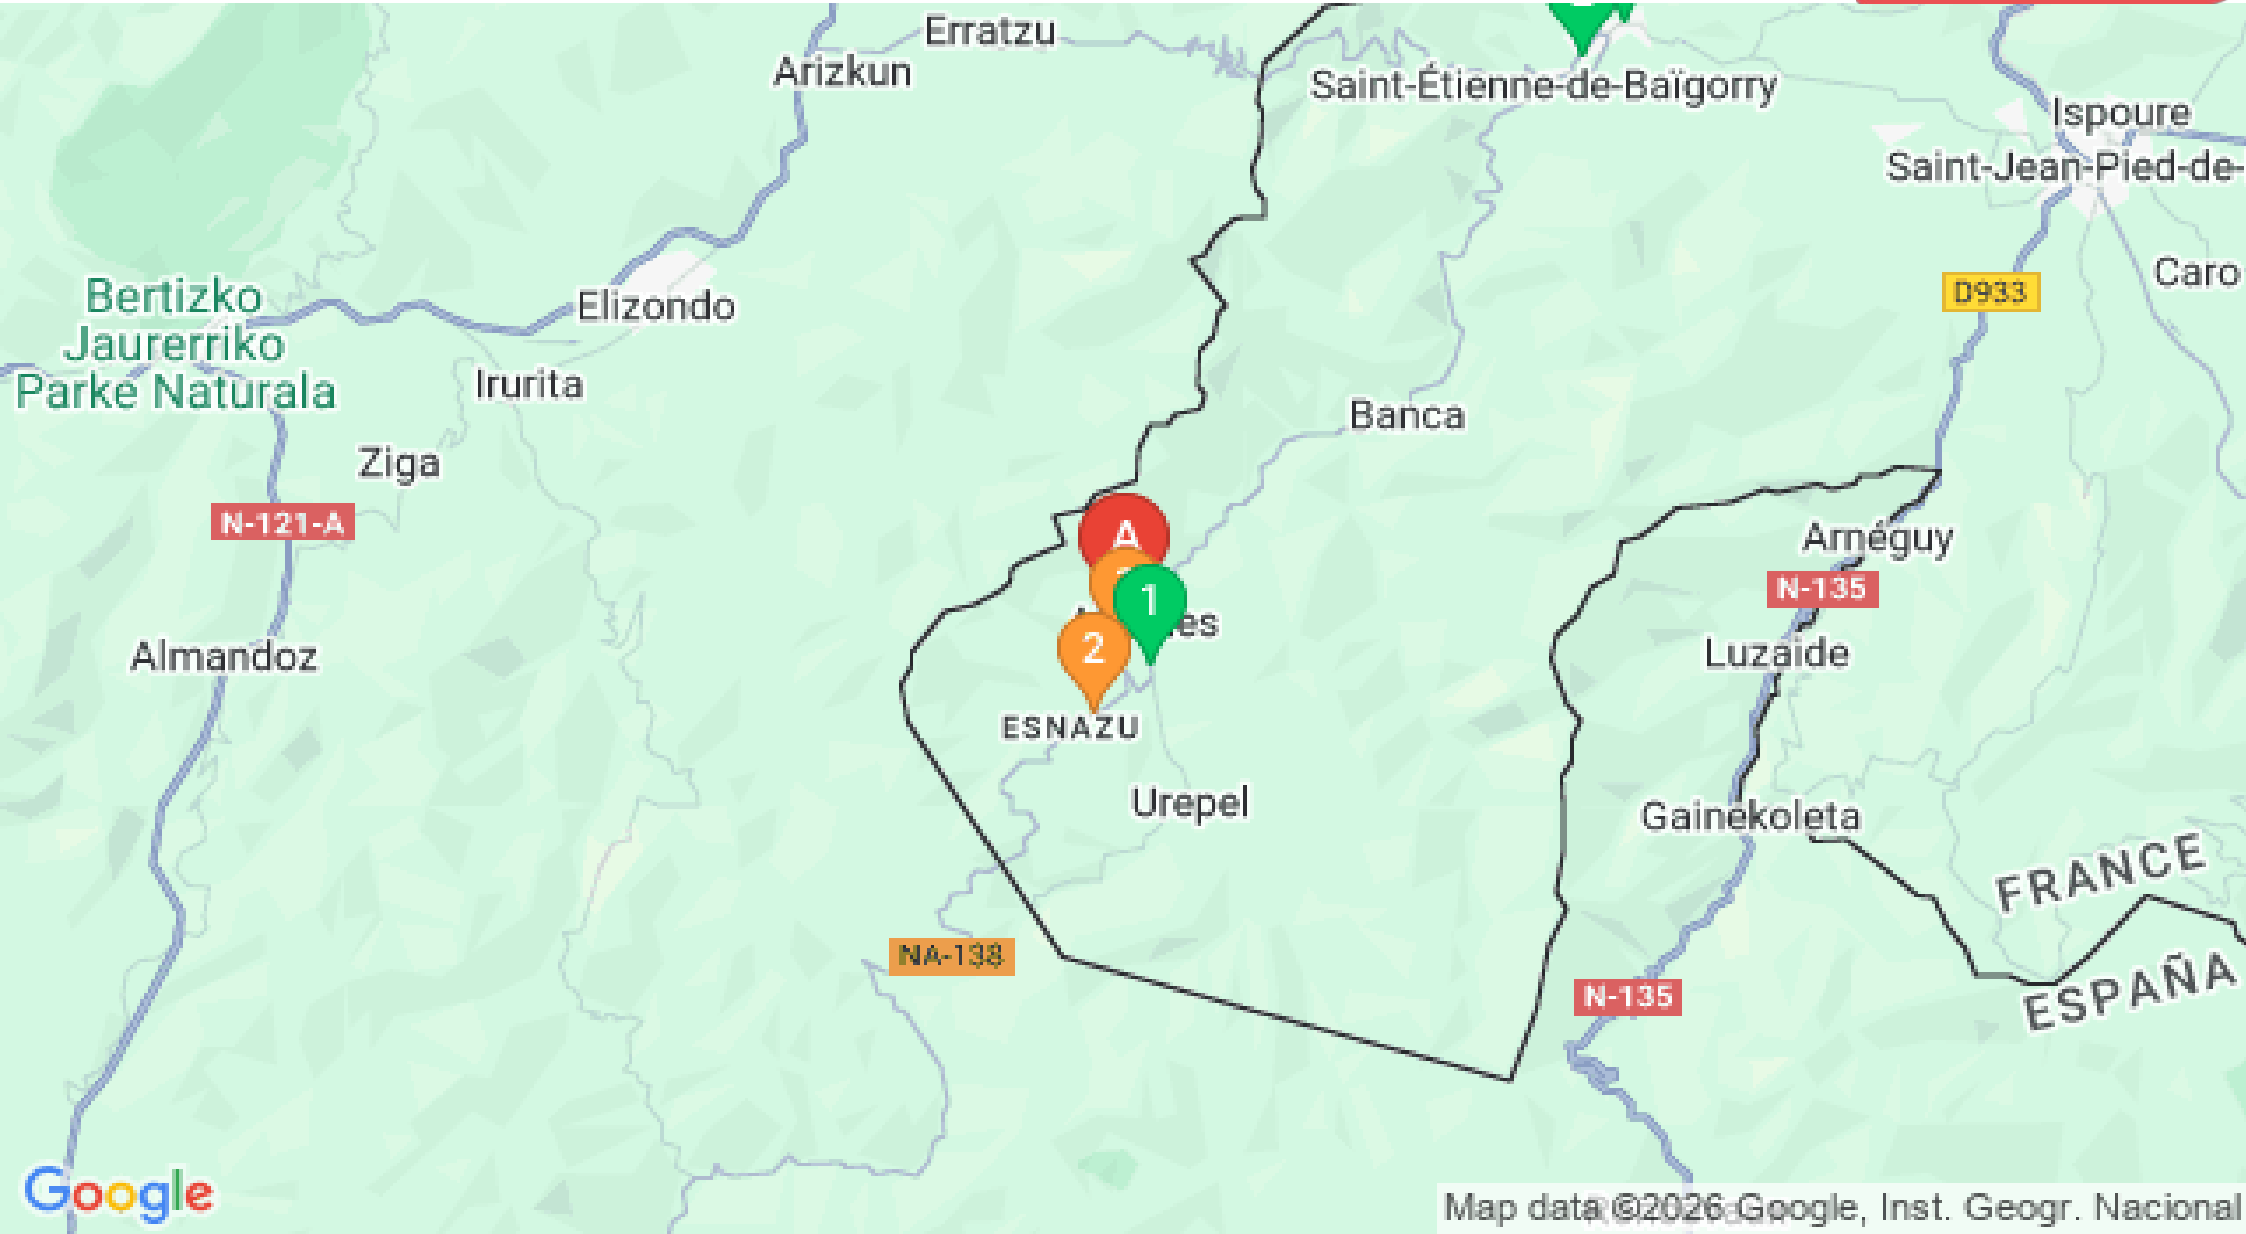 Erratzu
Arizkun
Saint-Étienne-de-Baïgorry
Ispoure
Saint-Jean-Pied-de-
Caro
D933
Bertizko
Jaurerriko
Parke Naturala
Elizondo
Irurita
Banca
Ziga
N-121-A
A
1
2
es
Arnéguy
N-135
Luzaide
Almandoz
ESNAZU
Urepel
Gainekoleta
FRANCE
ESPAÑA
NA-138
N-135
Google
Map data ©2026 Google, Inst. Geogr. Nacional